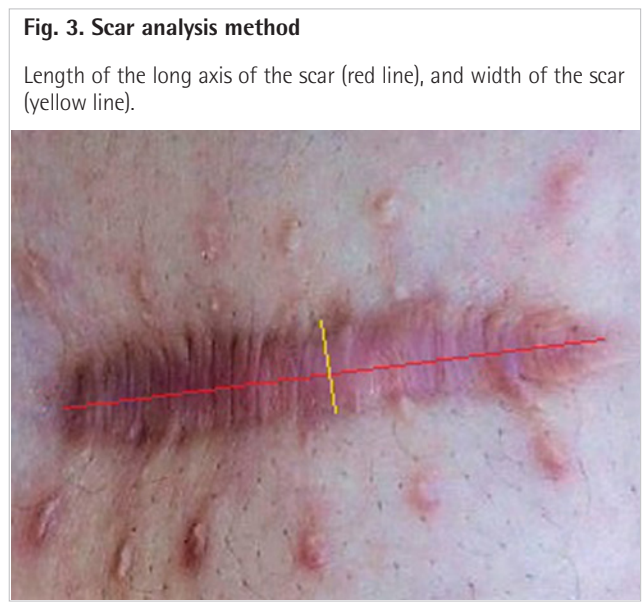 Fig. 3. Scar analysis method
Length of the long axis of the scar (red line), and width of the scar
(yellow line).